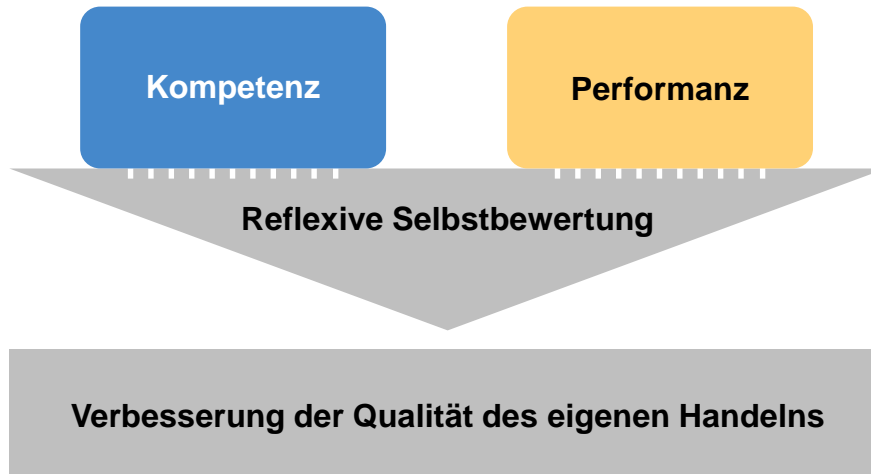 Kompetenz
Performanz
Reflexive Selbstbewertung
Verbesserung der Qualität des eigenen Handelns